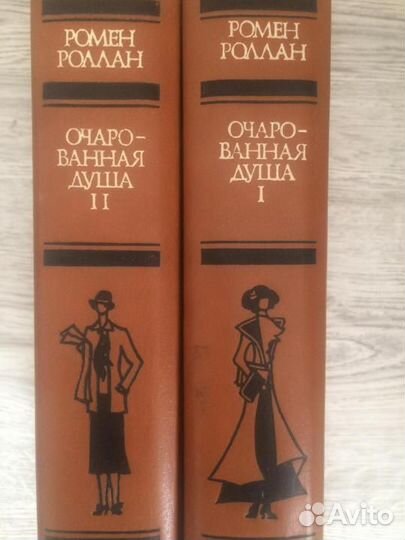 РОМЕН
РОЛЛАН
ОЧАРО-
ВАННАЯ
ДУША
II
РОМЕН
РОЛЛАН
ОЧАРО-
ВАННАЯ
ДУША
I
Avito